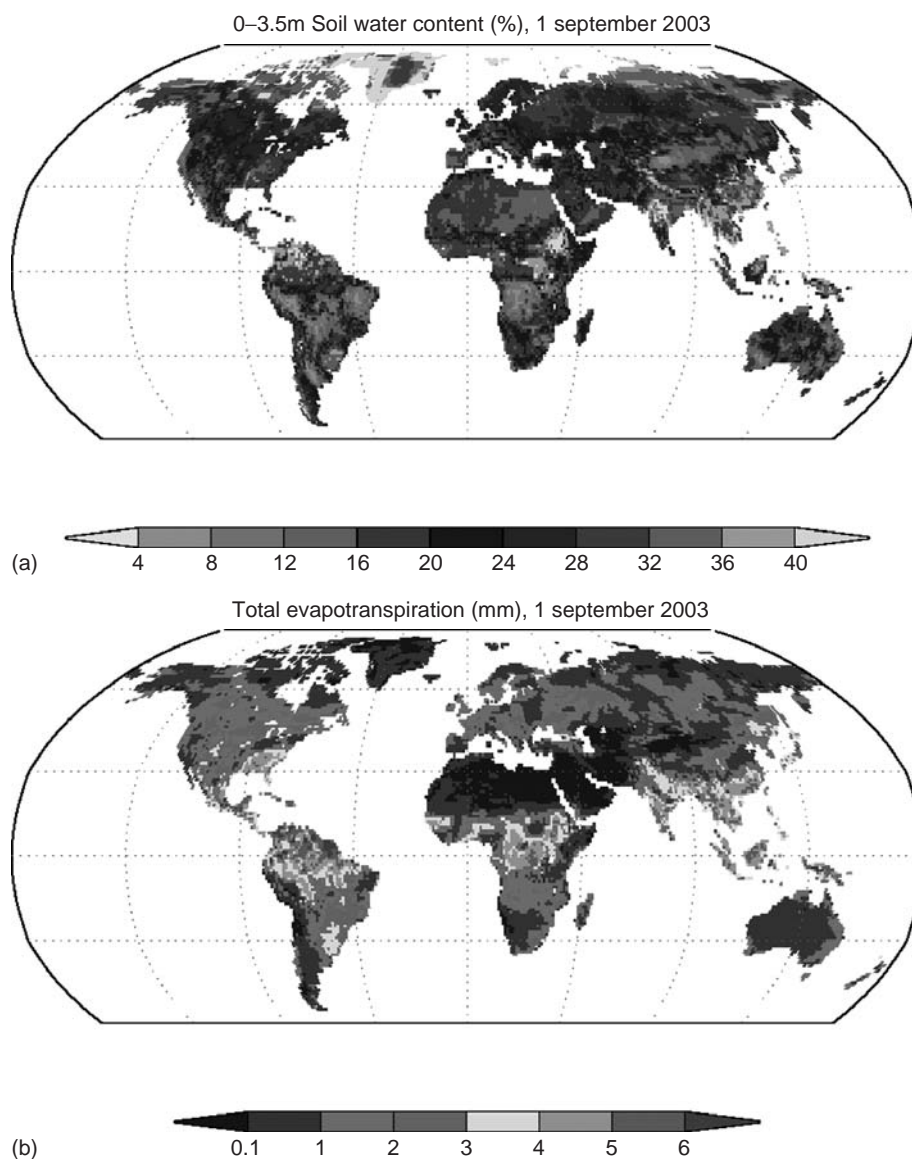 0–3.5m Soil water content (%), 1 september 2003
(a)
4 8 12 16 20 24 28 32 36 40
Total evapotranspiration (mm), 1 september 2003
(b)
0.1 1 2 3 4 5 6